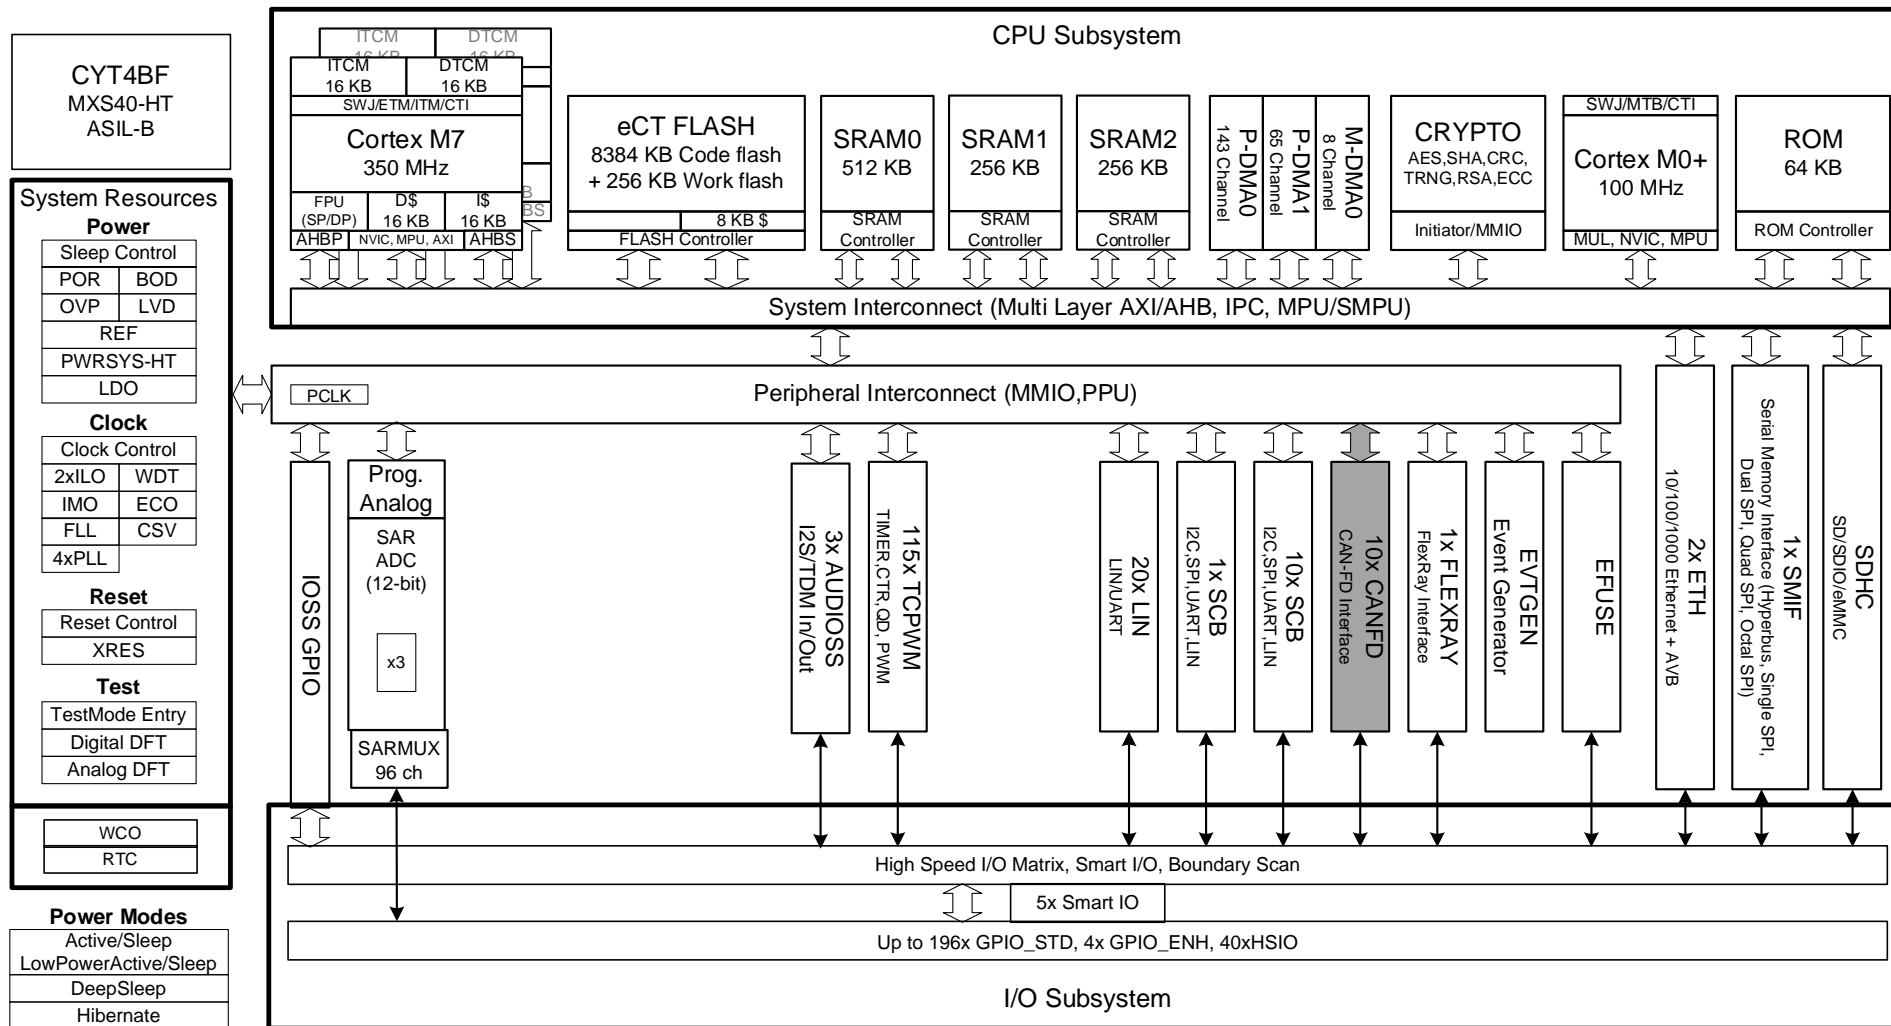 CYT4BF
MXS40-HT
ASIL-B
System Resources
Power
Sleep Control
POR
BOD
OVP
LVD
REF
PWRSYS-HT
LDO
Clock
Clock Control
2xILO
WDT
IMO
ECO
FLL
CSV
4xPLL
Reset
Reset Control
XRES
Test
TestMode Entry
Digital DFT
Analog DFT
WCO
RTC
Power Modes
Active/Sleep
LowPowerActive/Sleep
DeepSleep
Hibernate
CPU Subsystem
ITCM
16 KB
DTCM
16 KB
ITCM
16 KB
DTCM
16 KB
SWJ/ETM/ITM/CTI
Cortex M7
350 MHz
FPU
(SP/DP)
D$
16 KB
I$
16 KB
B
BS
AHBP
NVIC, MPU, AXI
AHBS
eCT FLASH
8384 KB Code flash
+ 256 KB Work flash
8 KB $
FLASH Controller
SRAM0
512 KB
SRAM
Controller
SRAM1
256 KB
SRAM
Controller
SRAM2
256 KB
SRAM
Controller
P-DMA0
143 Channel
P-DMA1
65 Channel
M-DMA0
8 Channel
CRYPTO
AES,SHA,CRC,
TRNG,RSA,ECC
Initiator/MMIO
SWJ/MTB/CTI
Cortex M0+
100 MHz
MUL, NVIC, MPU
ROM
64 KB
ROM Controller
System Interconnect (Multi Layer AXI/AHB, IPC, MPU/SMPU)
PCLK
Peripheral Interconnect (MMIO,PPU)
IOSS GPIO
Prog.
Analog
SAR
ADC
(12-bit)
x3
SARMUX
96 ch
3x AUDIOSS
I2S/TDM In/Out
115x TCPWM
TIMER,CTR,QD, PWM
20x LIN
LIN/UART
1x SCB
I2C,SPI,UART,LIN
10x SCB
I2C,SPI,UART,LIN
10x CANFD
CAN-FD Interface
1x FLEXRAY
FlexRay Interface
EVTGEN
Event Generator
EFUSE
2x ETH
10/100/1000 Ethernet + AVB
1x SMIF
Serial Memory Interface (Hyperbus, Single SPI,
Dual SPI, Quad SPI, Octal SPI)
SDHC
SD/SDIO/eMMC
High Speed I/O Matrix, Smart I/O, Boundary Scan
5x Smart IO
Up to 196x GPIO_STD, 4x GPIO_ENH, 40xHSIO
I/O Subsystem